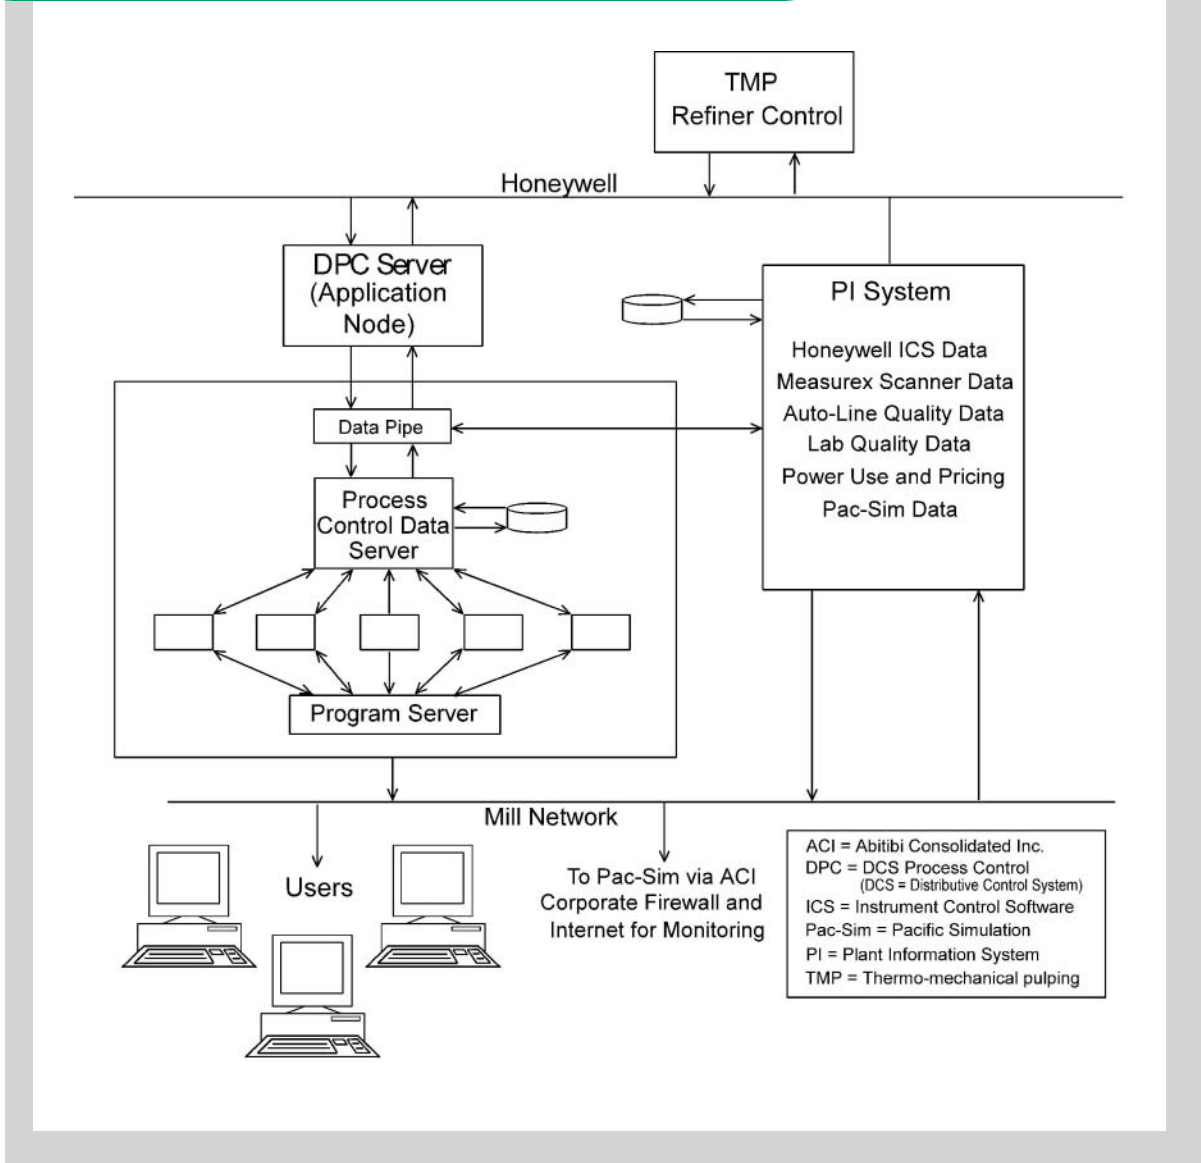 TMP
Refiner Control
Honeywell
DPC Server
(Application
Node)
PI System
Honeywell ICS Data
Measurex Scanner Data
Auto-Line Quality Data
Lab Quality Data
Power Use and Pricing
Pac-Sim Data
Data Pipe
Process
Control Data
Server
Program Server
Mill Network
Users
To Pac-Sim via ACI
Corporate Firewall and
Internet for Monitoring
ACI = Abitibi Consolidated Inc.
DPC = DCS Process Control
(DCS = Distributive Control System)
ICS = Instrument Control Software
Pac-Sim = Pacific Simulation
PI = Plant Information System
TMP = Thermo-mechanical pulping